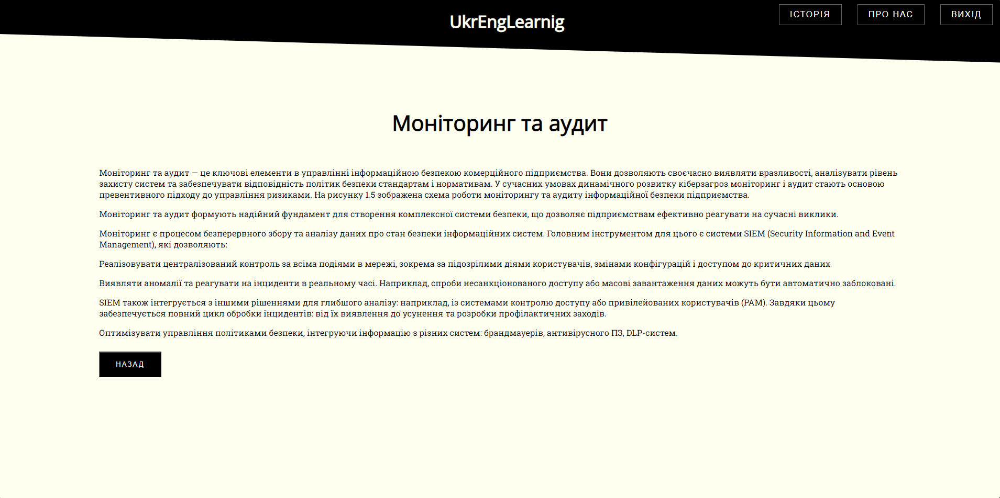 UkrEngLearnig
ІСТОРІЯ
ПРО НАС
ВИХІД
Моніторинг та аудит
Моніторинг та аудит — це ключові елементи в управлінні інформаційною безпекою комерційного підприємства. Вони дозволяють своєчасно виявляти вразливості, аналізувати рівень
захисту систем та забезпечувати відповідність політик безпеки стандартам і нормативам. У сучасних умовах динамічного розвитку кіберзагроз моніторинг і аудит стають основою
превентивного підходу до управління ризиками. На рисунку 1.5 зображена схема роботи моніторингу та аудиту інформаційної безпеки підприємства.
Моніторинг та аудит формують надійний фундамент для створення комплексної системи безпеки, що дозволяє підприємствам ефективно реагувати на сучасні виклики.
Моніторинг є процесом безперервного збору та аналізу даних про стан безпеки інформаційних систем. Головним інструментом для цього є системи SIEM (Security Information and Event
Management), які дозволяють:
Реалізовувати централізований контроль за всіма подіями в мережі, зокрема за підозрілими діями користувачів, змінами конфігурацій і доступом до критичних даних
Виявляти аномалії та реагувати на інциденти в реальному часі. Наприклад, спроби несанкціонованого доступу або масові завантаження даних можуть бути автоматично заблоковані.
SIEM також інтегрується з іншими рішеннями для глибшого аналізу: наприклад, із системами контролю доступу або привілейованих користувачів (PAM). Завдяки цьому
забезпечується повний цикл обробки інцидентів: від їх виявлення до усунення та розробки профілактичних заходів.
Оптимізувати управління політиками безпеки, інтегруючи інформацію з різних систем: брандмауерів, антивірусного ПЗ, DLP-систем.
НАЗАД